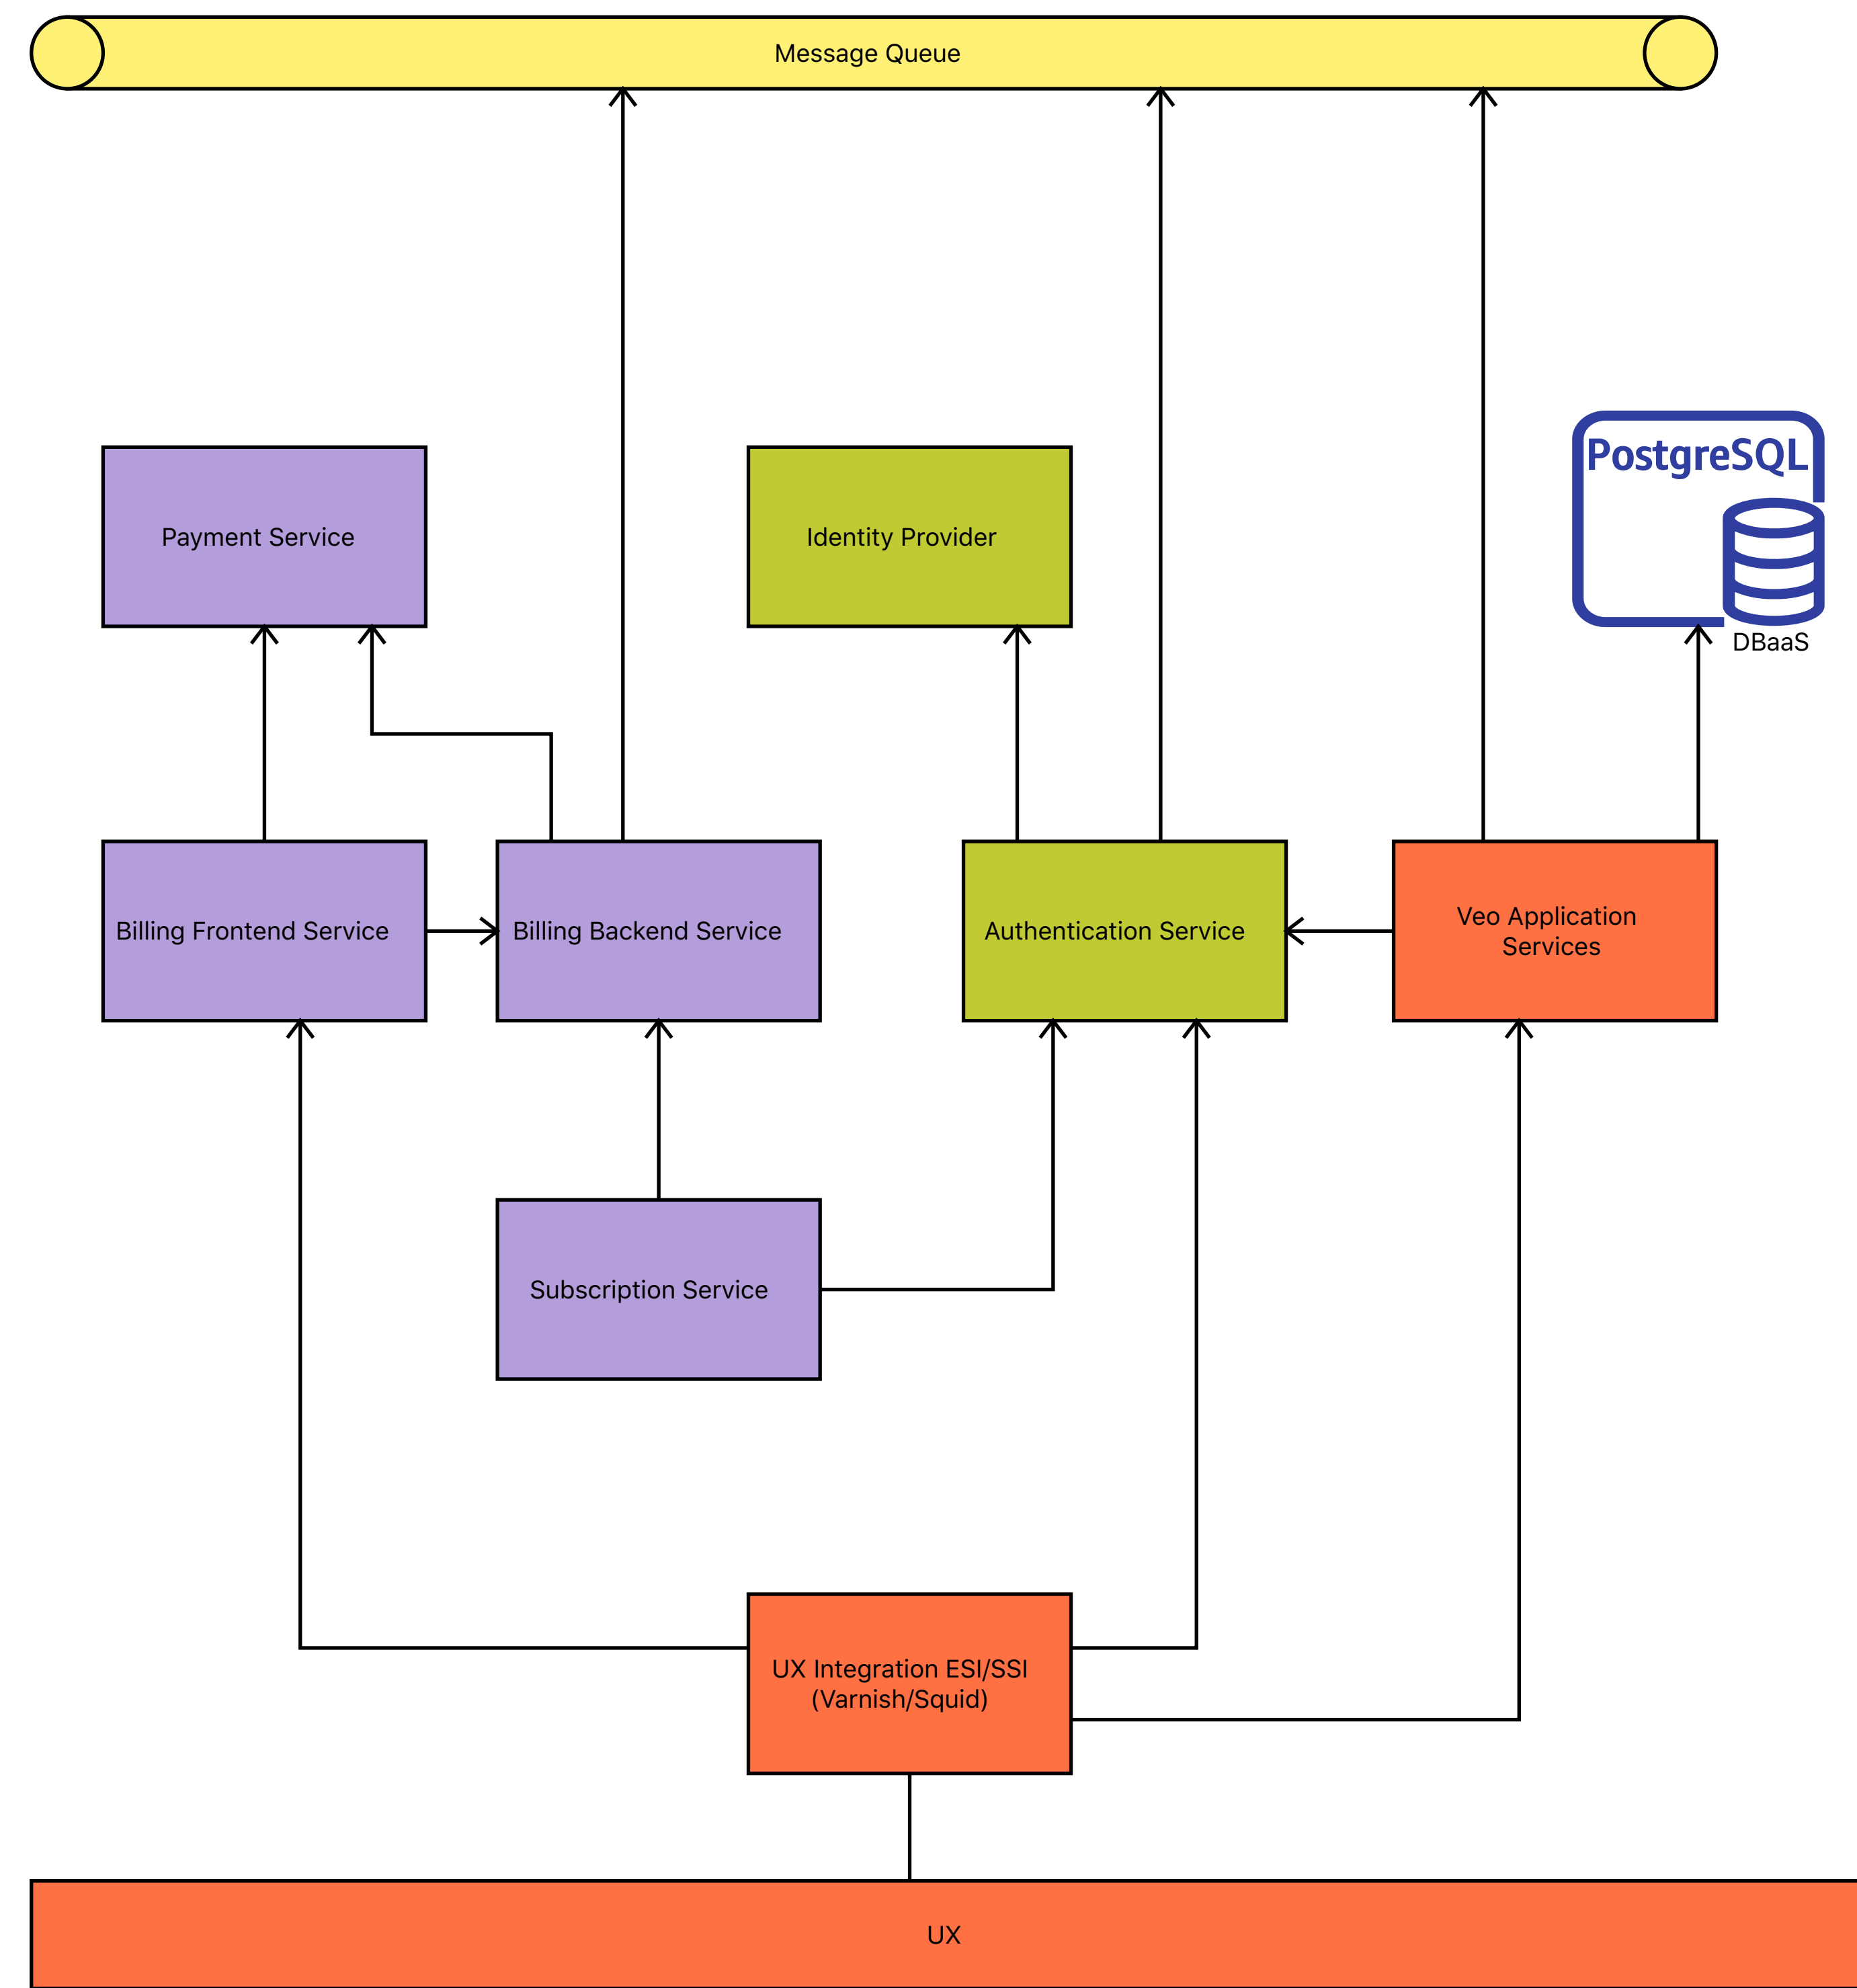 Message Queue
Payment Service
Identity Provider
PostgreSQL
DBaaS
Billing Frontend Service
Billing Backend Service
Authentication Service
Veo Application
Services
Subscription Service
UX Integration ESI/SSI
(Varnish/Squid)
UX